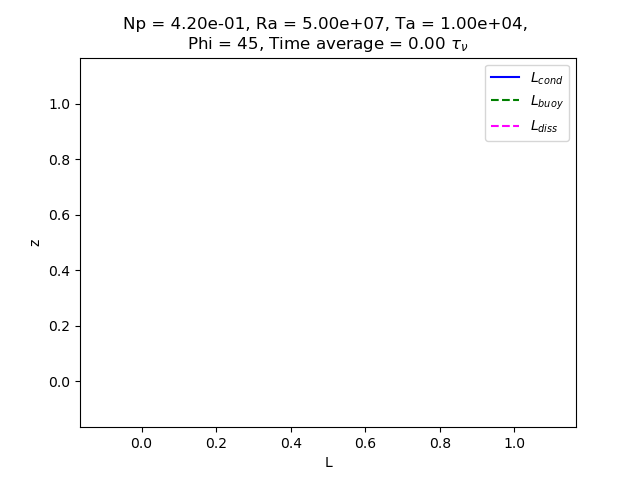 Np = 4.20e-01, Ra = 5.00e+07, Ta = 1.00e+04,
Phi = 45, Time average = 0.00 τν
L_cond
L_buoy
L_diss
1.0
0.8
0.6
0.4
0.2
0.0
z
0.0 0.2 0.4 0.6 0.8 1.0
L